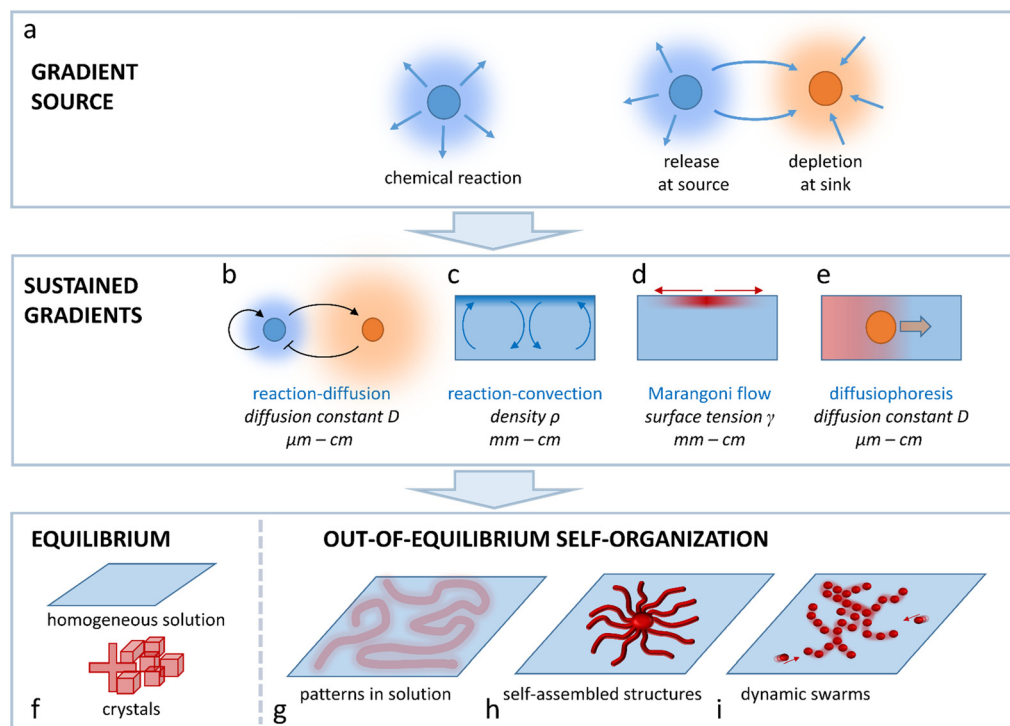 a
GRADIENT
SOURCE
chemical reaction
release
at source
depletion
at sink
SUSTAINED
GRADIENTS
b
reaction-diffusion
diffusion constant D
μm – cm
c
reaction-convection
density ρ
mm – cm
d
Marangoni flow
surface tension γ
mm – cm
e
diffusiophoresis
diffusion constant D
μm – cm
EQUILIBRIUM
homogeneous solution
crystals
f
OUT-OF-EQUILIBRIUM SELF-ORGANIZATION
g
patterns in solution
h
self-assembled structures
i
dynamic swarms